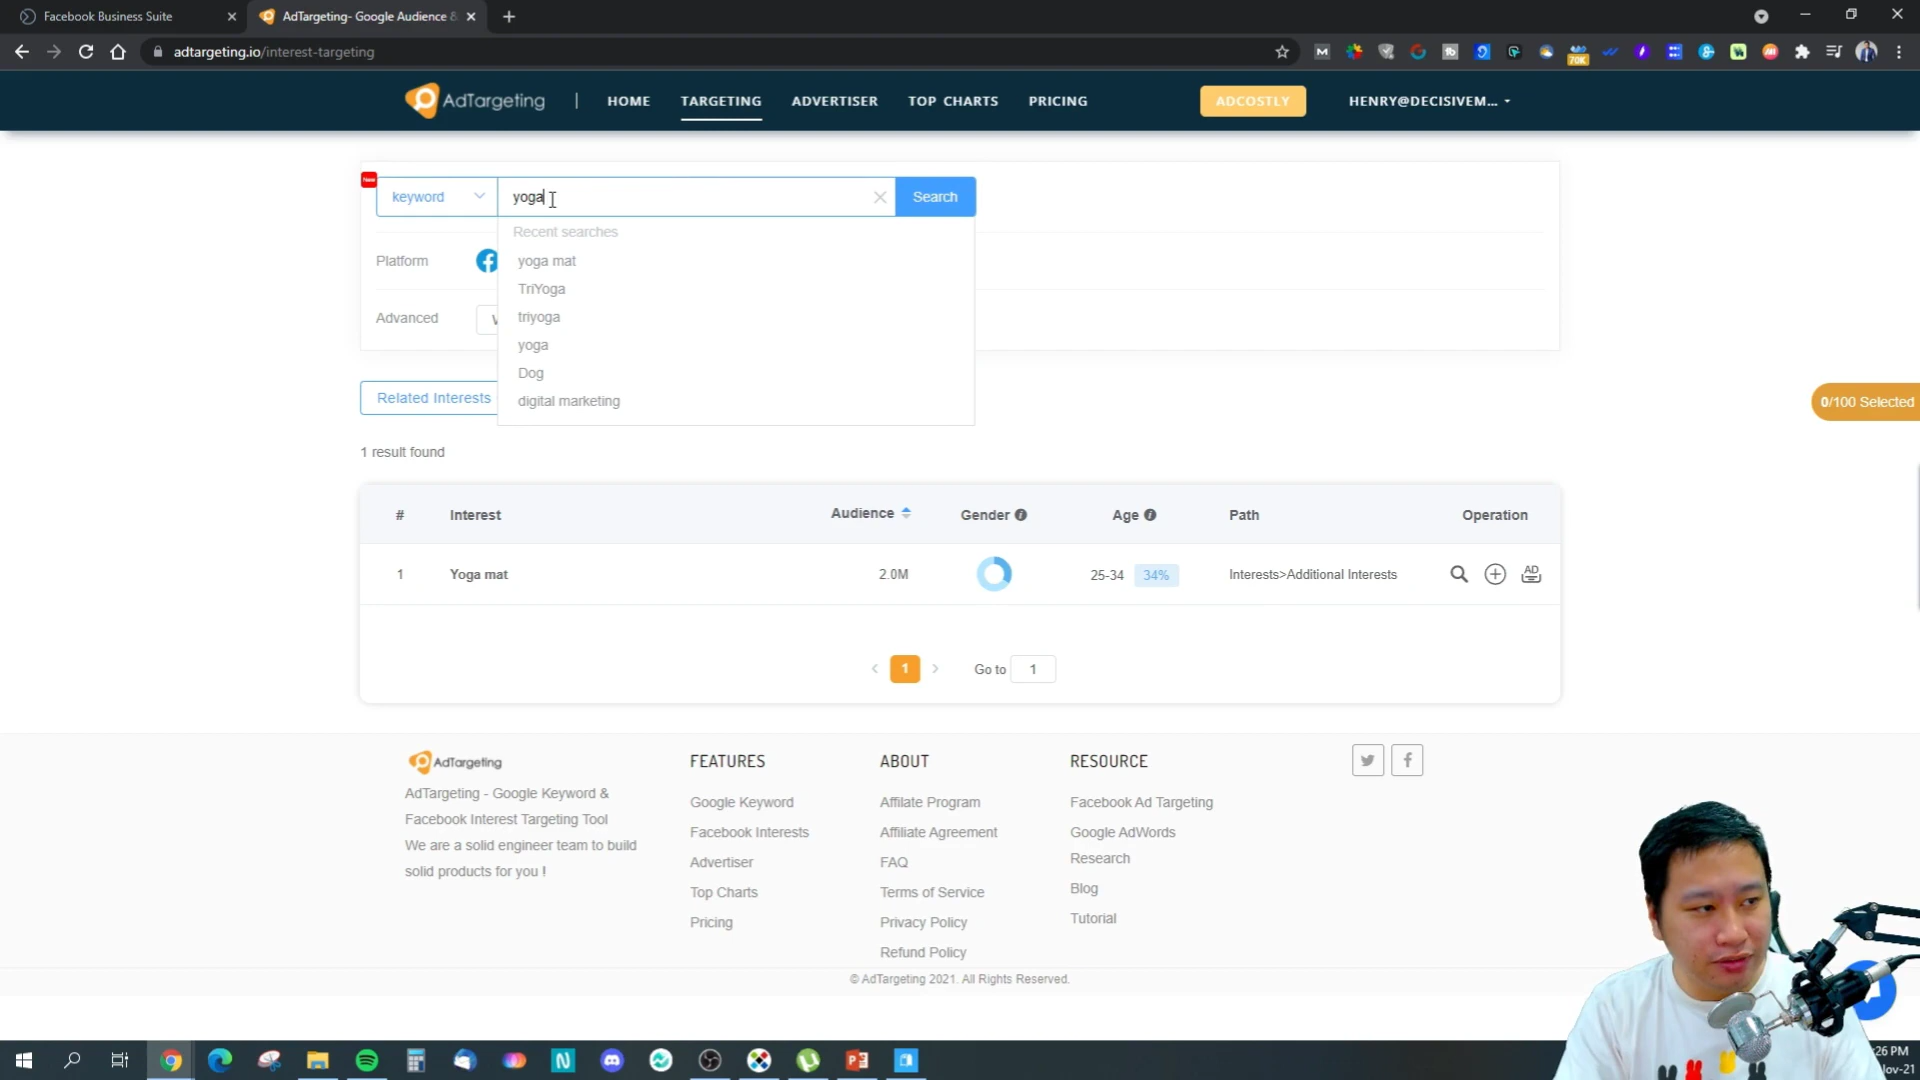 Facebook Business Suite
AdTargeting- Google Audience &
adtargeting.io/interest-targeting
70K
AdTargeting
HOME
TARGETING
ADVERTISER
TOP CHARTS
PRICING
ADCOSTLY
HENRY@DECISIVEM...
New
keyword
yoga
Search
Recent searches
yoga mat
TriYoga
triyoga
yoga
Dog
digital marketing
Platform
Advanced
Related Interests
0/100 Selected
1 result found
# Interest Audience Gender Age Path Operation
1 Yoga mat 2.0M 25-34 34% Interests>Additional Interests AD
1
Go to 1
AdTargeting
AdTargeting - Google Keyword &
Facebook Interest Targeting Tool
We are a solid engineer team to build
solid products for you !
FEATURES
Google Keyword
Facebook Interests
Advertiser
Top Charts
Pricing
ABOUT
Affilate Program
Affiliate Agreement
FAQ
Terms of Service
Privacy Policy
Refund Policy
RESOURCE
Facebook Ad Targeting
Google AdWords
Research
Blog
Tutorial
© AdTargeting 2021. All Rights Reserved.